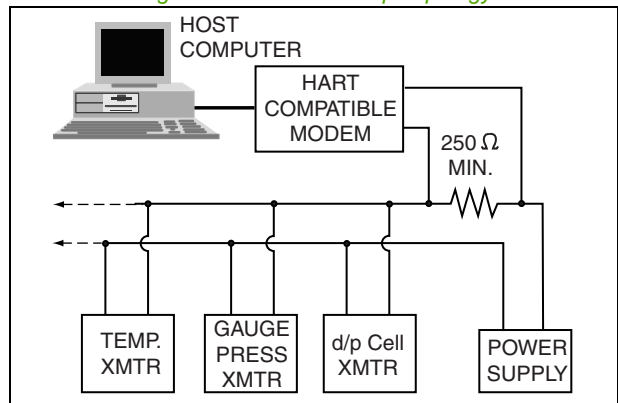 HOST
COMPUTER
HART
COMPATIBLE
MODEM
250 Ω
MIN.
TEMP.
XMTR
GAUGE
PRESS
XMTR
d/p Cell
XMTR
POWER
SUPPLY